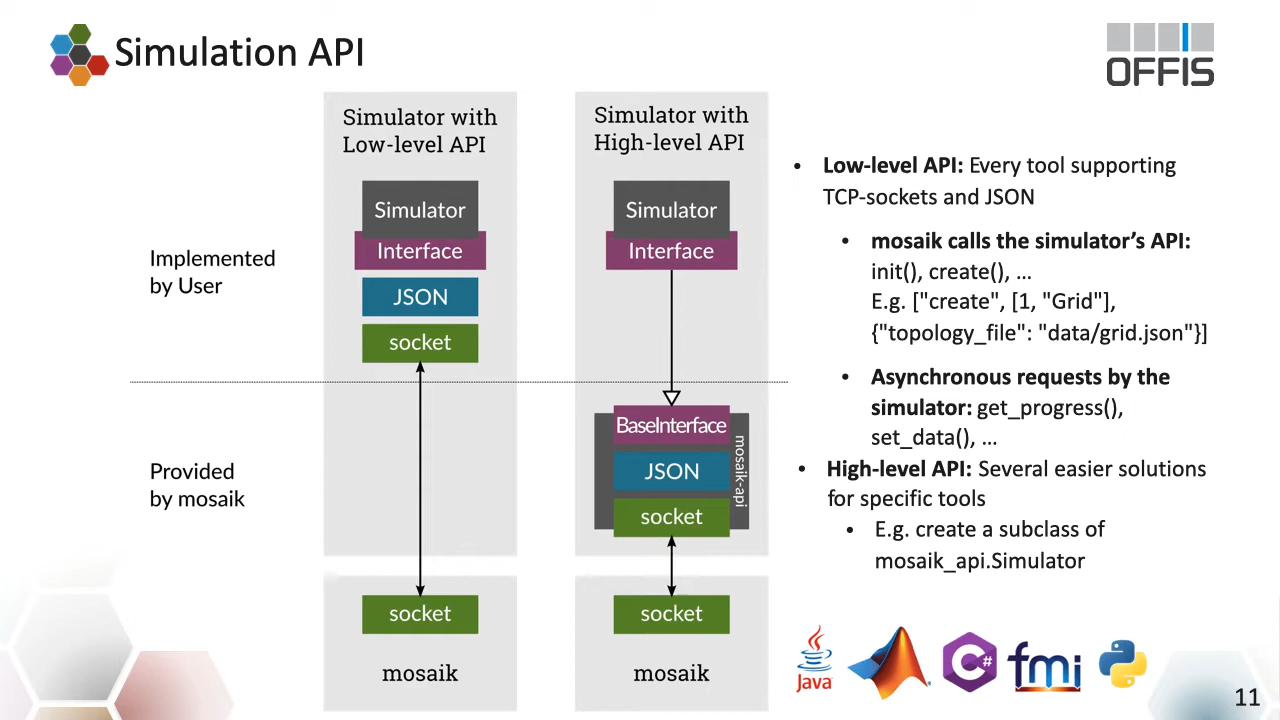 Simulation API
OFFIS
Simulator with
Low-level API
Simulator
Interface
JSON
socket
Simulator with
High-level API
Simulator
Interface
Implemented
by User
BaseInterface
JSON
socket
mosaik-api
Provided
by mosaik
socket
mosaik
socket
mosaik
• Low-level API: Every tool supporting
TCP-sockets and JSON
• mosaik calls the simulator’s API:
init(), create(), …
E.g. ["create", [1, "Grid"],
{"topology_file": "data/grid.json"}]
• Asynchronous requests by the
simulator: get_progress(),
set_data(), …
• High-level API: Several easier solutions
for specific tools
• E.g. create a subclass of
mosaik_api.Simulator
Java
C#
fmi
11